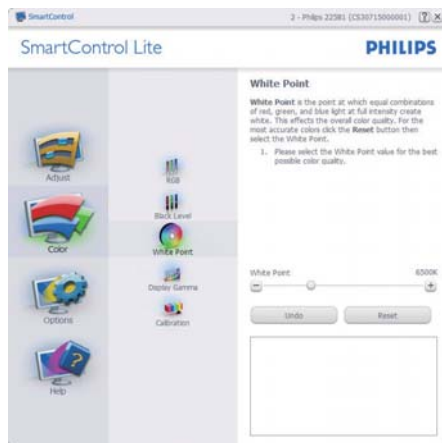 SmartControl
2 - Philips 225B1 (CS30715000001)
SmartControl Lite
PHILIPS
Adjust
Color
Options
Help
RGB
Black Level
White Point
Display Gamma
Calibration
White Point
White Point is the point at which equal combinations
of red, green, and blue light at full intensity create
white. This effects the overall color quality. For the
most accurate colors click the Reset button then
select the White Point.
1. Please select the White Point value for the best
possible color quality.
White Point 6500K
Undo Reset